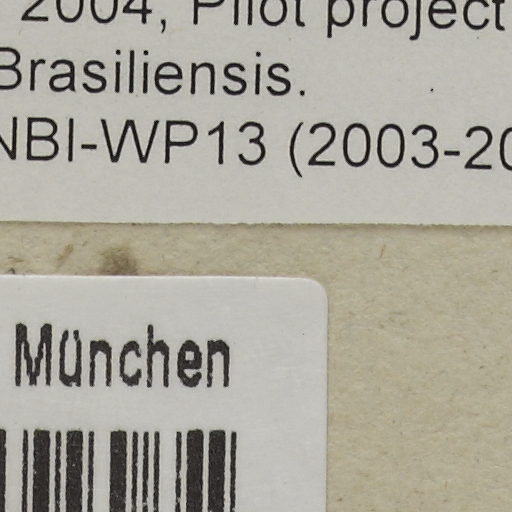 2004, Pilot project
Brasiliensis.
NBI-WP13 (2003-20
München